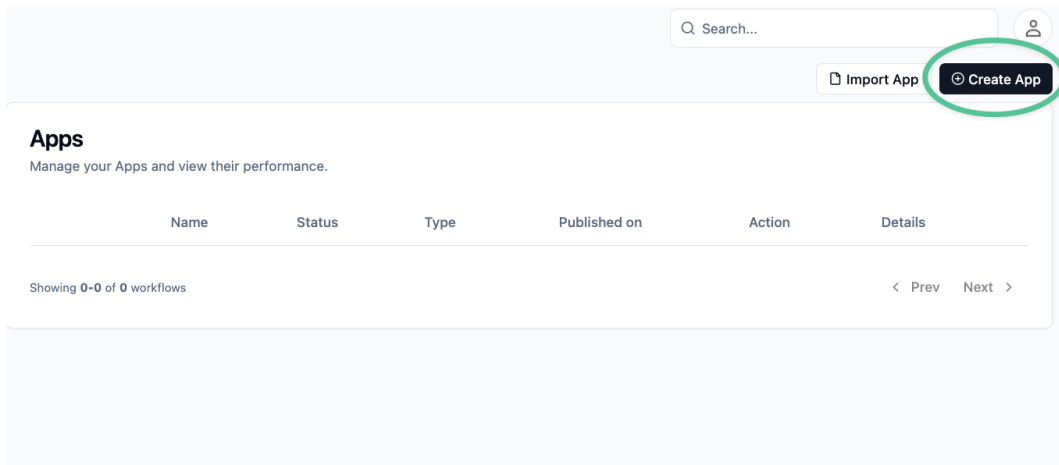 Search...
Import App
Create App
Apps
Manage your Apps and view their performance.
Name Status Type Published on Action Details
Showing 0-0 of 0 workflows
Prev Next